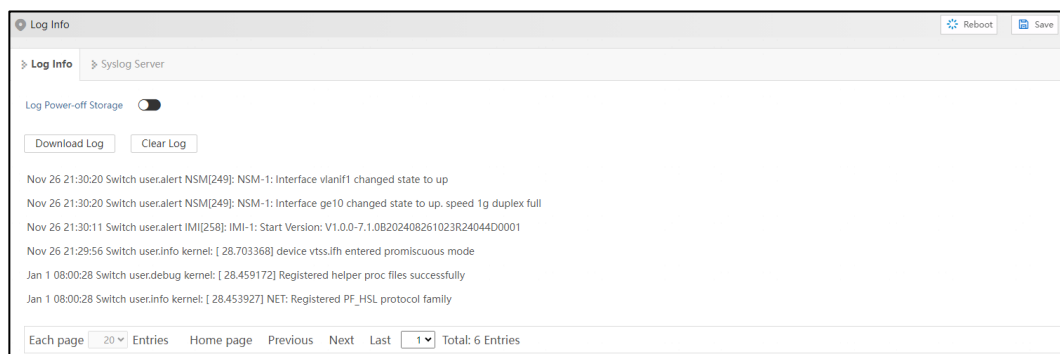 Log Info
Reboot
Save
Log Info
Syslog Server
Log Power-off Storage
Download Log
Clear Log
Nov 26 21:30:20 Switch user.alert NSM[249]: NSM-1: Interface vlanif1 changed state to up
Nov 26 21:30:20 Switch user.alert NSM[249]: NSM-1: Interface ge10 changed state to up. speed 1g duplex full
Nov 26 21:30:11 Switch user.alert IMI[258]: IMI-1: Start Version: V1.0.0-7.1.0B202408261023R24044D0001
Nov 26 21:29:56 Switch user.info kernel: [ 28.703368] device vtss.ifh entered promiscuous mode
Jan 1 08:00:28 Switch user.debug kernel: [ 28.459172] Registered helper proc files successfully
Jan 1 08:00:28 Switch user.info kernel: [ 28.453927] NET: Registered PF_HSL protocol family
Each page 20 Entries Home page Previous Next Last 1 Total: 6 Entries